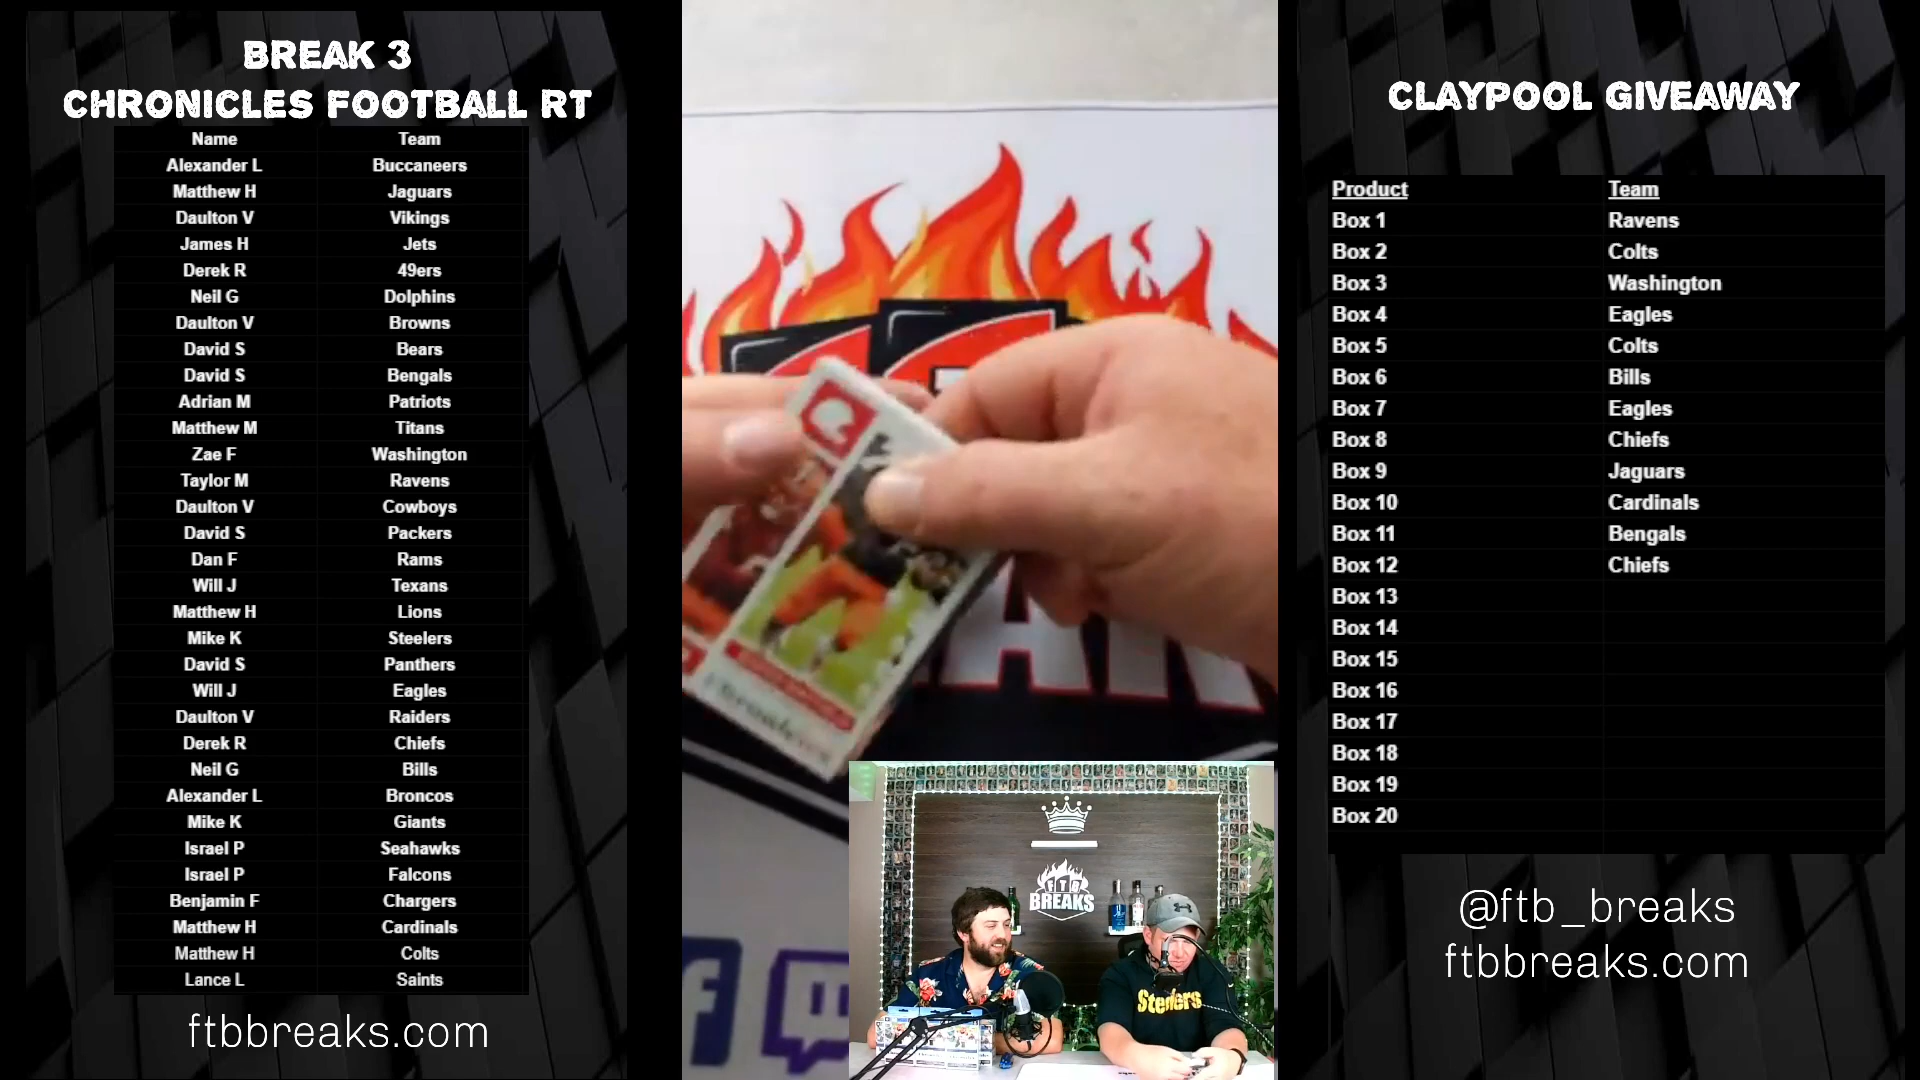 BREAK 3
CHRONICLES FOOTBALL RT
Name Team
Alexander L Buccaneers
Matthew H Jaguars
Daulton V Vikings
James H Jets
Derek R 49ers
Neil G Dolphins
Daulton V Browns
David S Bears
David S Bengals
Adrian M Patriots
Matthew M Titans
Zae F Washington
Taylor M Ravens
Daulton V Cowboys
David S Packers
Dan F Rams
Will J Texans
Matthew H Lions
Mike K Steelers
David S Panthers
Will J Eagles
Daulton V Raiders
Derek R Chiefs
Neil G Bills
Alexander L Broncos
Mike K Giants
Israel P Seahawks
Israel P Falcons
Benjamin F Chargers
Matthew H Cardinals
Matthew H Colts
Lance L Saints
ftbbreaks.com
FTB
BREAKS
Steelers
CLAYPOOL GIVEAWAY
Product Team
Box 1 Ravens
Box 2 Colts
Box 3 Washington
Box 4 Eagles
Box 5 Colts
Box 6 Bills
Box 7 Eagles
Box 8 Chiefs
Box 9 Jaguars
Box 10 Cardinals
Box 11 Bengals
Box 12 Chiefs
Box 13
Box 14
Box 15
Box 16
Box 17
Box 18
Box 19
Box 20
@ftb_breaks
ftbbreaks.com